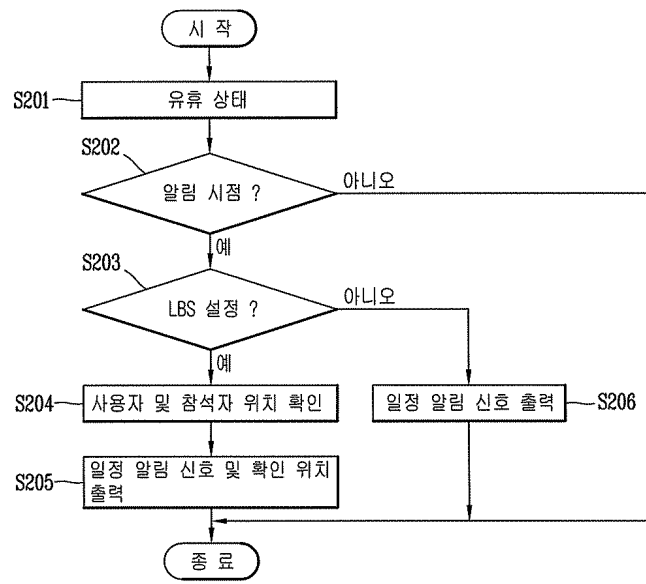 시 작
S201
유휴 상태
S202
알림 시점 ?
아니오
예
S203
LBS 설정 ?
아니오
예
S204
사용자 및 참석자 위치 확인
일정 알림 신호 출력
S206
S205
일정 알림 신호 및 확인 위치
출력
종 료